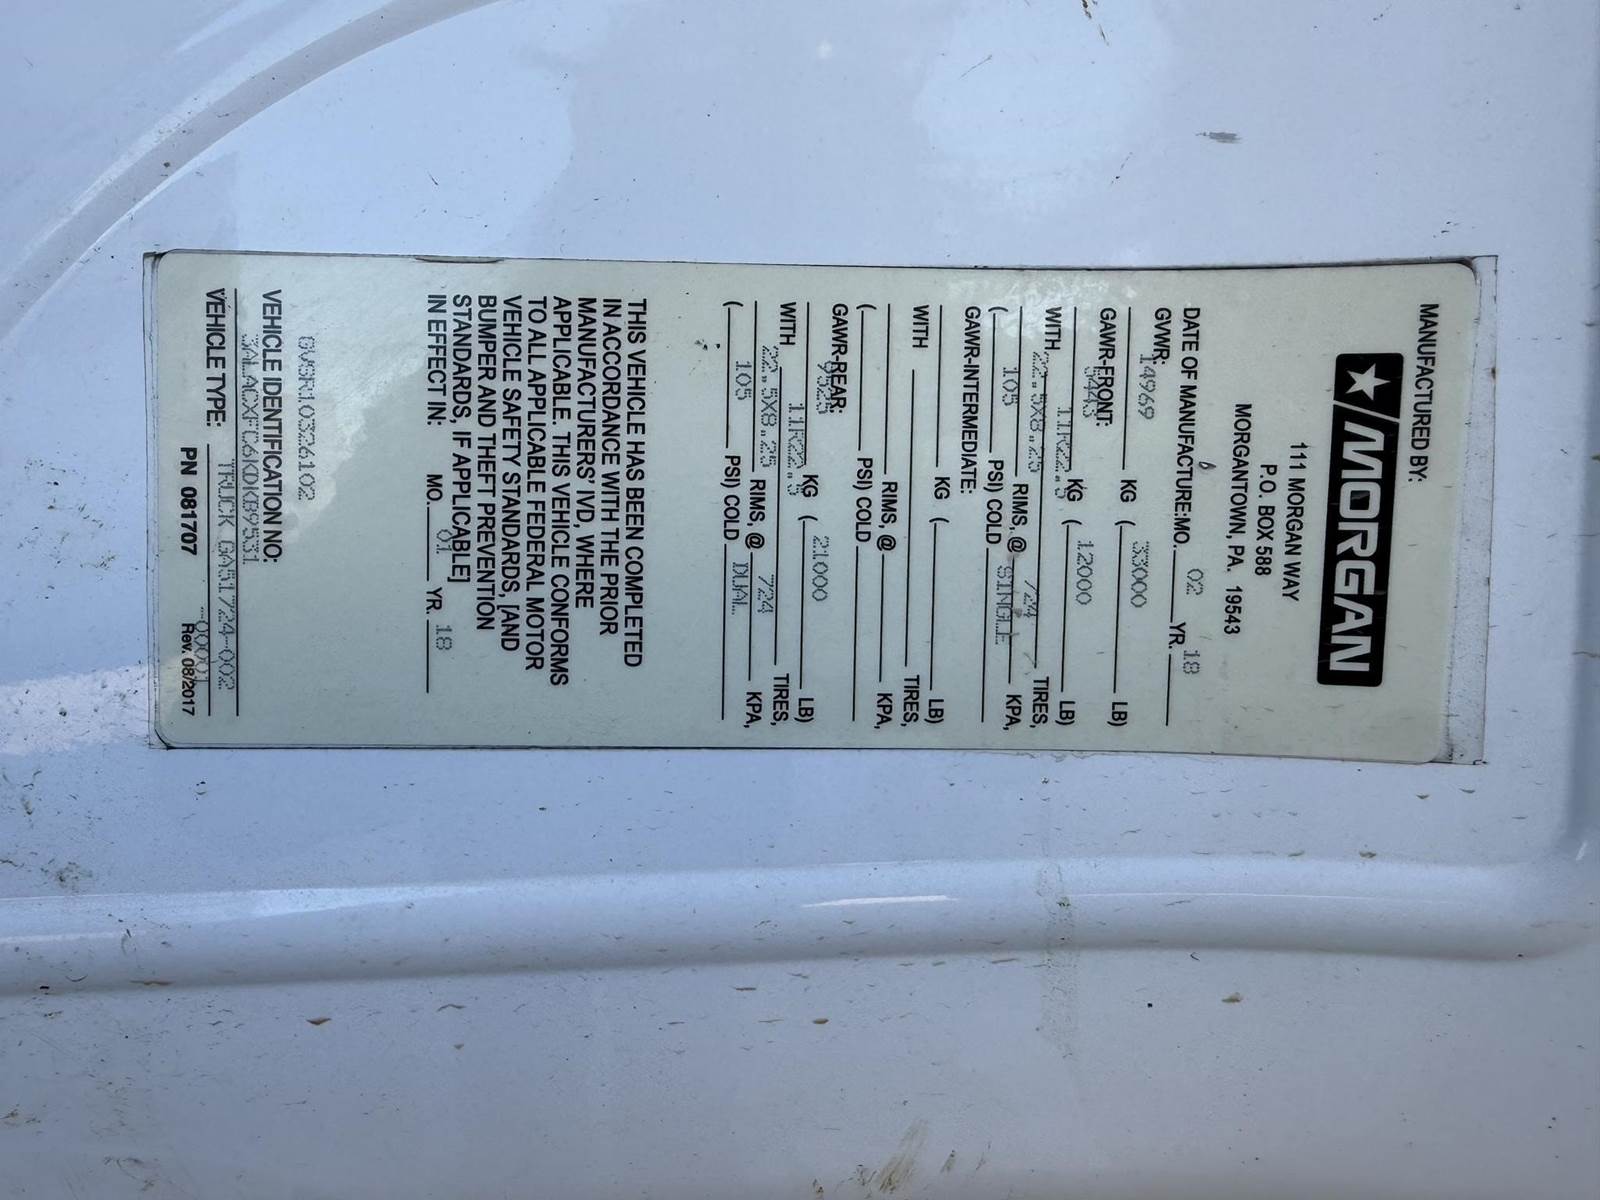 MANUFACTURED BY:
MORGAN
111 MORGAN WAY
P.O. BOX 588
MORGANTOWN, PA. 19543
DATE OF MANUFACTURE:MO. 02 YR. 18
GVWR:
14969 KG ( 33000 LB)
GAWR-FRONT:
5443 KG ( 12000 LB)
WITH 11R22.5 TIRES,
22.5X8.25 RIMS, @ 724 KPA,
( 105 PSI) COLD SINGLE
GAWR-INTERMEDIATE:
KG ( LB)
WITH TIRES,
RIMS, @ KPA,
( PSI) COLD
GAWR-REAR:
9525 KG ( 21000 LB)
WITH 11R22.5 TIRES,
22.5X8.25 RIMS, @ 724 KPA,
( 105 PSI) COLD DUAL
THIS VEHICLE HAS BEEN COMPLETED
IN ACCORDANCE WITH THE PRIOR
MANUFACTURERS' IVD, WHERE
APPLICABLE. THIS VEHICLE CONFORMS
TO ALL APPLICABLE FEDERAL MOTOR
VEHICLE SAFETY STANDARDS, [AND
BUMPER AND THEFT PREVENTION
STANDARDS, IF APPLICABLE]
IN EFFECT IN: MO. 01 YR. 18
GVSR10326102
VEHICLE IDENTIFICATION NO:
3ALACXFC6KDKB9531
VEHICLE TYPE: TRUCK GA51724-002
-00001
PN 081707 Rev. 08/2017